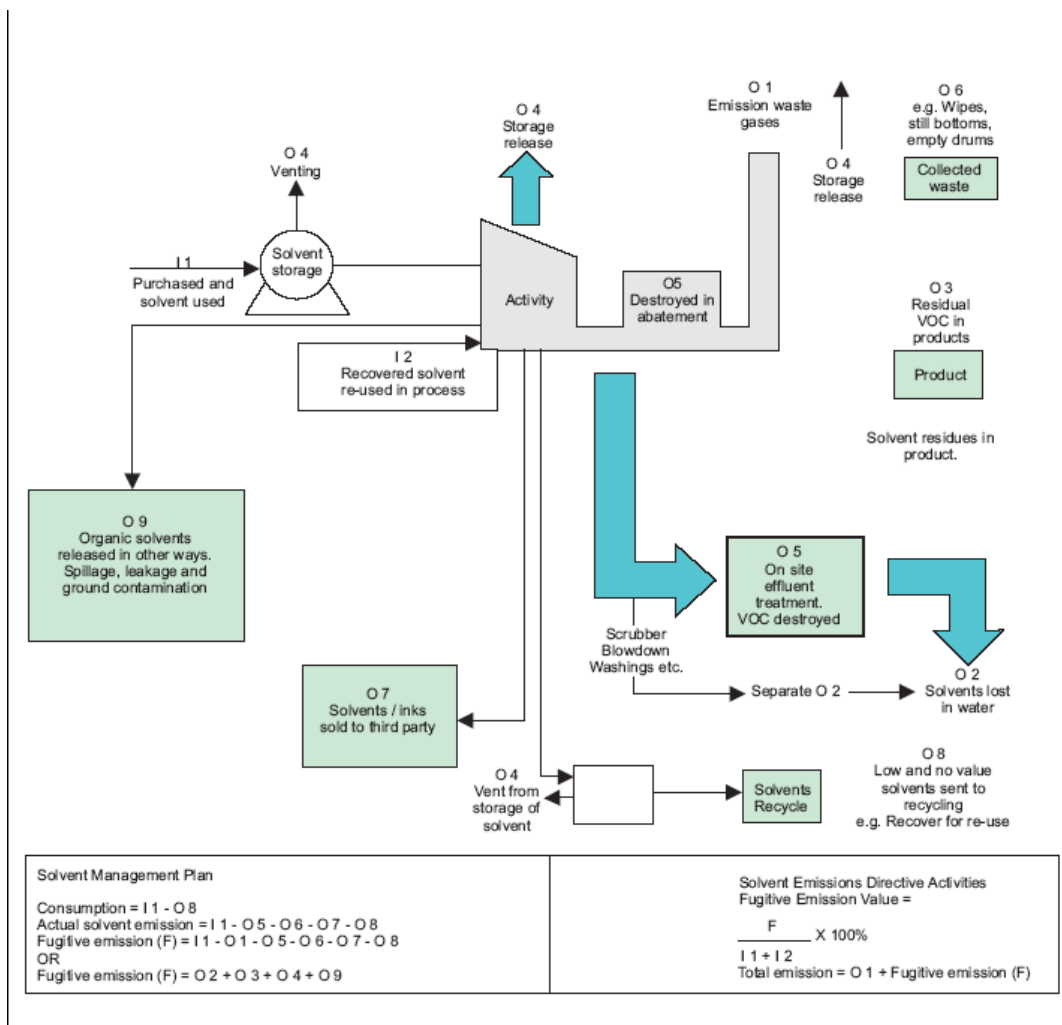 O 1
Emission waste
gases
O 6
e.g. Wipes,
still bottoms,
empty drums
O 4
Storage
release
O 4
Venting
O 4
Storage
release
Collected
waste
I 1
Purchased and
solvent used
Solvent
storage
Activity
O5
Destroyed in
abatement
O 3
Residual
VOC in
products
I 2
Recovered solvent
re-used in process
Product
Solvent residues in
product.
O 9
Organic solvents
released in other ways.
Spillage, leakage and
ground contamination
O 5
On site
effluent
treatment.
VOC destroyed
Scrubber
Blowdown
Washings etc.
O 7
Solvents / inks
sold to third party
Separate O 2
O 2
Solvents lost
in water
O 4
Vent from
storage of
solvent
Solvents
Recycle
O 8
Low and no value
solvents sent to
recycling
e.g. Recover for re-use
Solvent Management Plan
Consumption = I 1 - O 8
Actual solvent emission = I 1 - O 5 - O 6 - O 7 - O 8
Fugitive emission (F) = I 1 - O 1 - O 5 - O 6 - O 7 - O 8
OR
Fugitive emission (F) = O 2 + O 3 + O 4 + O 9
Solvent Emissions Directive Activities
Fugitive Emission Value =
F
X 100%
I 1 + I 2
Total emission = O 1 + Fugitive emission (F)